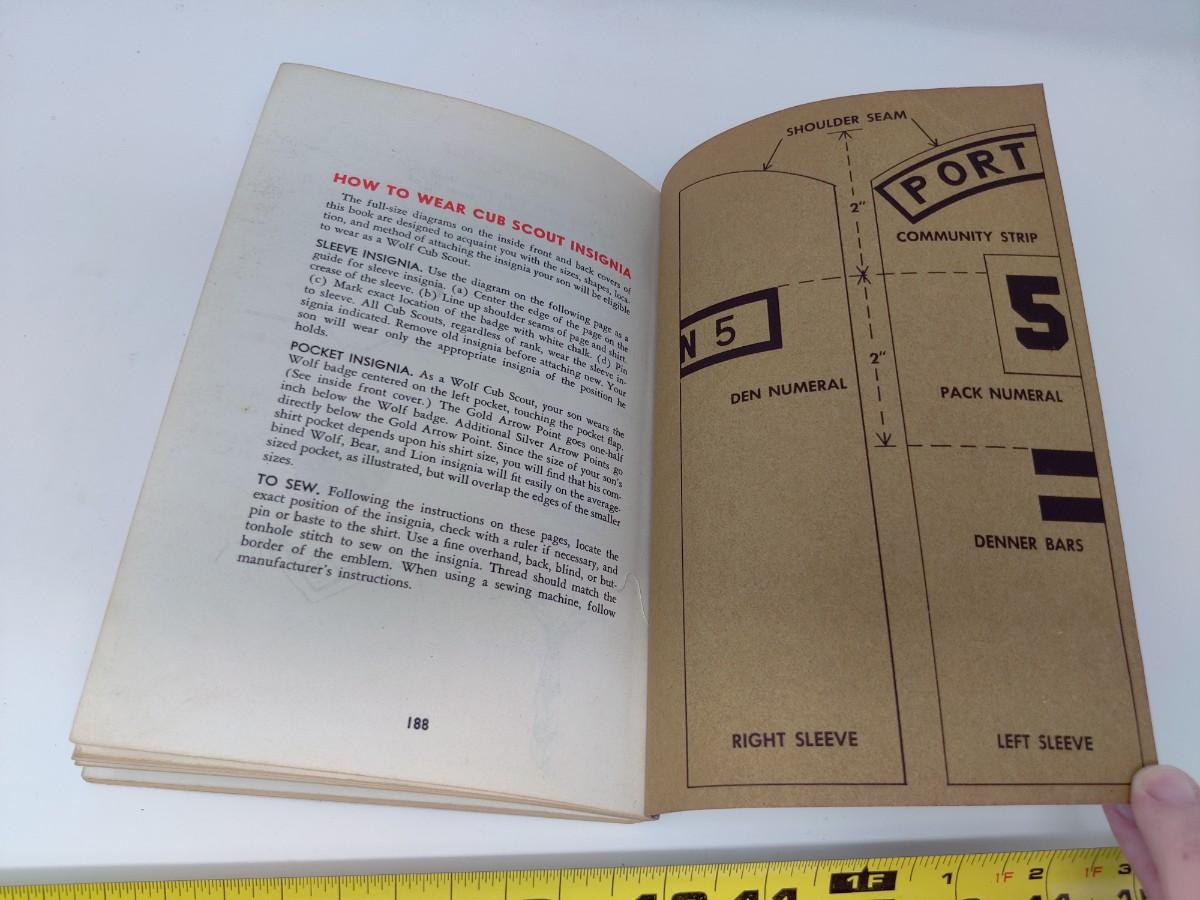 HOW TO WEAR CUB SCOUT INSIGNIA
The full-size diagrams on the inside front and back covers of
this book are designed to acquaint you with the sizes, shapes, loca-
tion, and method of attaching the insignia your son will be eligible
to wear as a Wolf Cub Scout.
SLEEVE INSIGNIA. Use the diagram on the following page as a
guide for sleeve insignia. (a) Center the edge of the page on the
crease of the sleeve. (b) Line up shoulder seams of page and shirt.
(c) Mark exact location of the badge with white chalk. (d) Pin
to sleeve. All Cub Scouts, regardless of rank, wear the sleeve in-
signia indicated. Remove old insignia before attaching new. Your
son will wear only the appropriate insignia of the position he
holds.
POCKET INSIGNIA. As a Wolf Cub Scout, your son wears the
Wolf badge centered on the left pocket, touching the pocket flap.
(See inside front cover.) The Gold Arrow Point goes one-half
inch below the Wolf badge. Additional Silver Arrow Points go
directly below the Gold Arrow Point. Since the size of your son's
shirt pocket depends upon his shirt size, you will find that his com-
bined Wolf, Bear, and Lion insignia will fit easily on the average-
sized pocket, as illustrated, but will overlap the edges of the smaller
sizes.
TO SEW. Following the instructions on these pages, locate the
exact position of the insignia, check with a ruler if necessary, and
pin or baste to the shirt. Use a fine overhand, back, blind, or but-
tonhole stitch to sew on the insignia. Thread should match the
border of the emblem. When using a sewing machine, follow
manufacturer's instructions.
188
SHOULDER SEAM
PORT
2"
COMMUNITY STRIP
N 5
5
2"
DEN NUMERAL
PACK NUMERAL
DENNER BARS
RIGHT SLEEVE
LEFT SLEEVE
1F 1 1F 2 1F 3